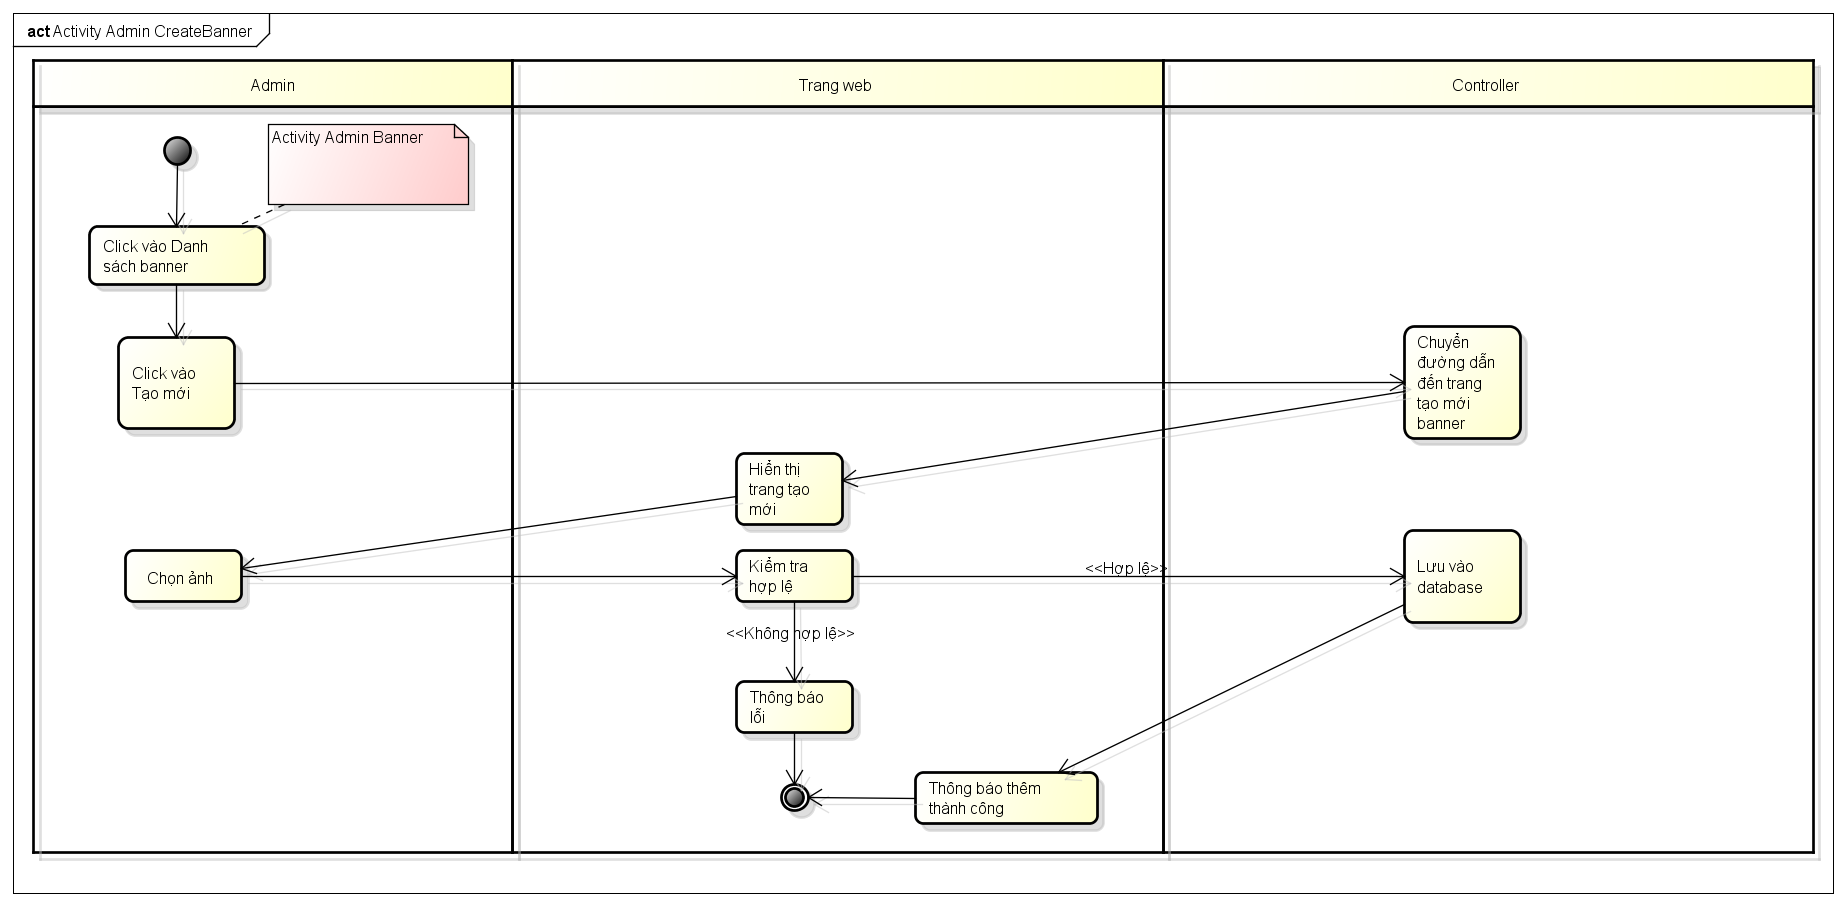 act Activity Admin CreateBanner
Admin
Trang web
Controller
Activity Admin Banner
Click vào Danh
sách banner
Click vào
Tạo mới
Chuyển
đường dẫn
đến trang
tạo mới
banner
Hiển thị
trang tạo
mới
Chọn ảnh
Kiểm tra
hợp lệ
<<Hợp lệ>>
Lưu vào
database
<<Không hợp lệ>>
Thông báo
lỗi
Thông báo thêm
thành công